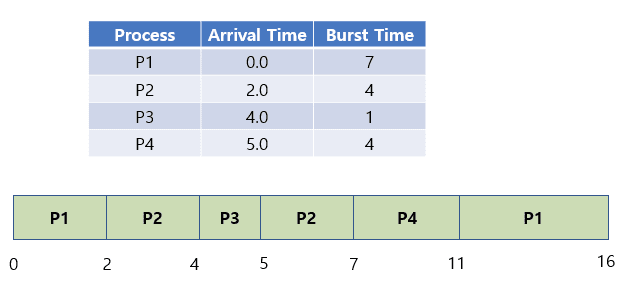 Process Arrival Time Burst Time
P1 0.0 7
P2 2.0 4
P3 4.0 1
P4 5.0 4
P1 P2 P3 P2 P4 P1
0 2 4 5 7 11 16